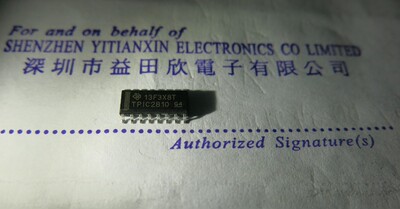 For and on behalf of
SHENZHEN YITIANXIN ELECTRONICS CO LIMITED
深圳市益田欣電子有限公司
13F3X8T
TPIC2810
Authorized Signature(s)